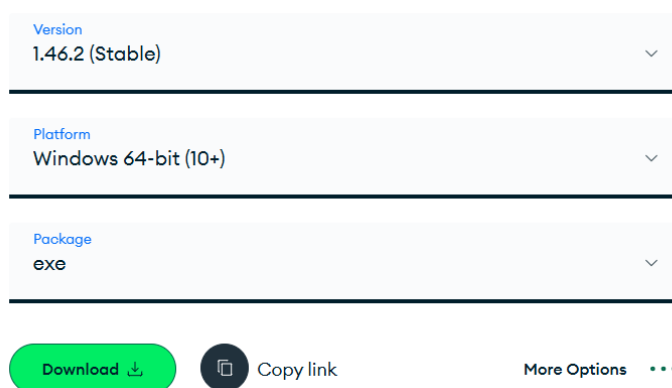 Version
1.46.2 (Stable)
Platform
Windows 64-bit (10+)
Package
exe
Download
Copy link
More Options